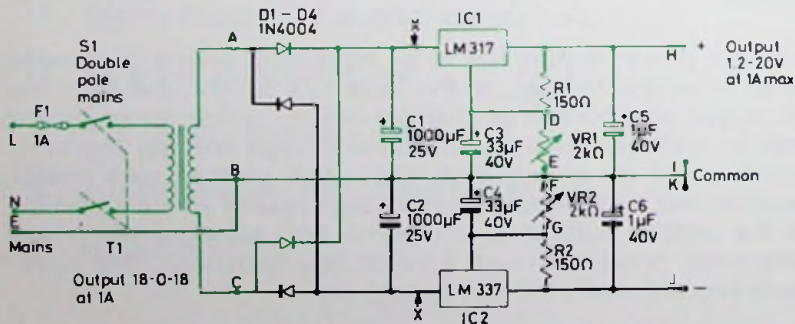 D1-D4
1N4004
A
X
IC1
LM 317
S1
Double
pole
mains
F1
1A
L
H
+
Output
1.2-20V
at 1A max
R1
150Ω
D
+
C1
1000µF
25V
+
C3
33µF
40V
VR1
2kΩ
E
+
C5
1µF
40V
B
I
K
Common
N
E
Mains
T1
+
C2
1000µF
25V
+
C4
33µF
40V
F
VR2
2kΩ
G
+
C6
1µF
40V
R2
150Ω
Output 18-0-18
at 1A
C
X
LM 337
IC2
J
-